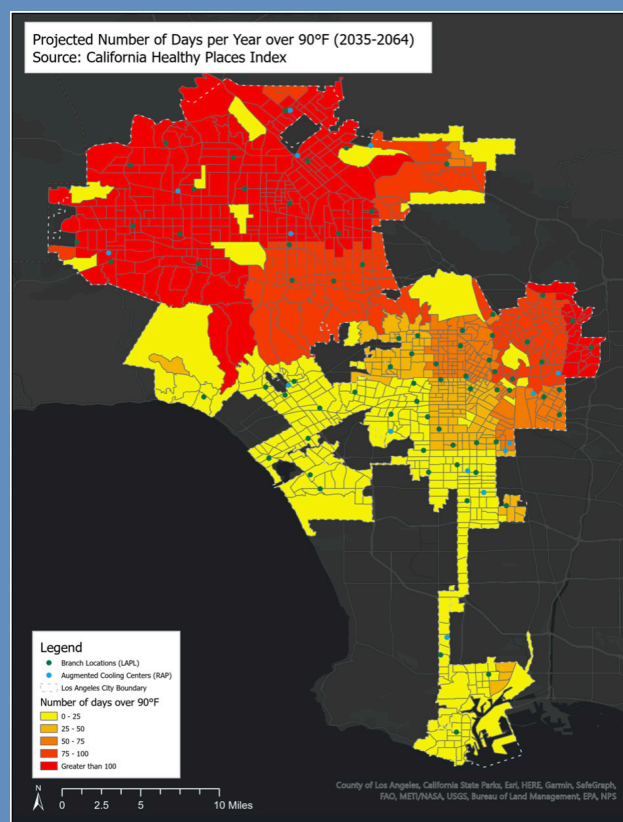 Projected Number of Days per Year over 90°F (2035-2064)
Source: California Healthy Places Index
Legend
Branch Locations (LAPL)
Augmented Cooling Centers (RAP)
Los Angeles City Boundary
Number of days over 90°F
0 - 25
25 - 50
50 - 75
75 - 100
Greater than 100
N
0 2.5 5 10 Miles
County of Los Angeles, California State Parks, Esri, HERE, Garmin, SafeGraph,
FAO, METI/NASA, USGS, Bureau of Land Management, EPA, NPS